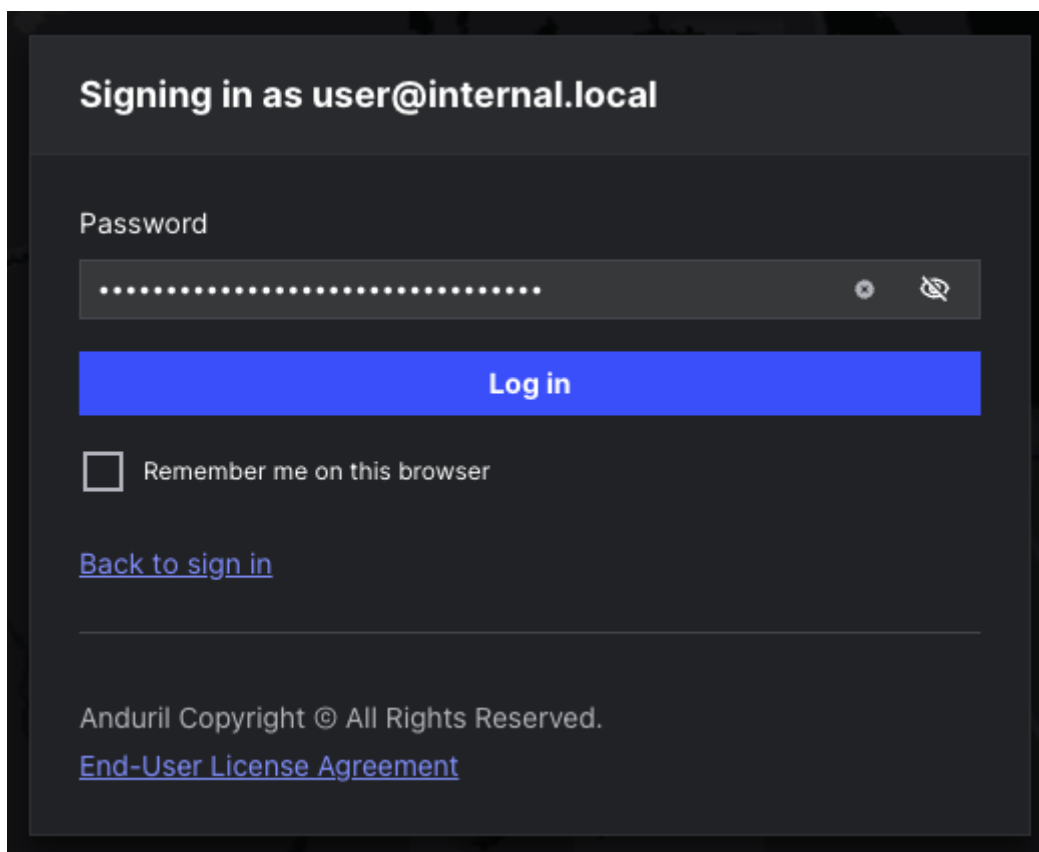 Signing in as user@internal.local
Password
•••••••••••••••••••••••••••••••••
Log in
Remember me on this browser
Back to sign in
Anduril Copyright © All Rights Reserved.
End-User License Agreement